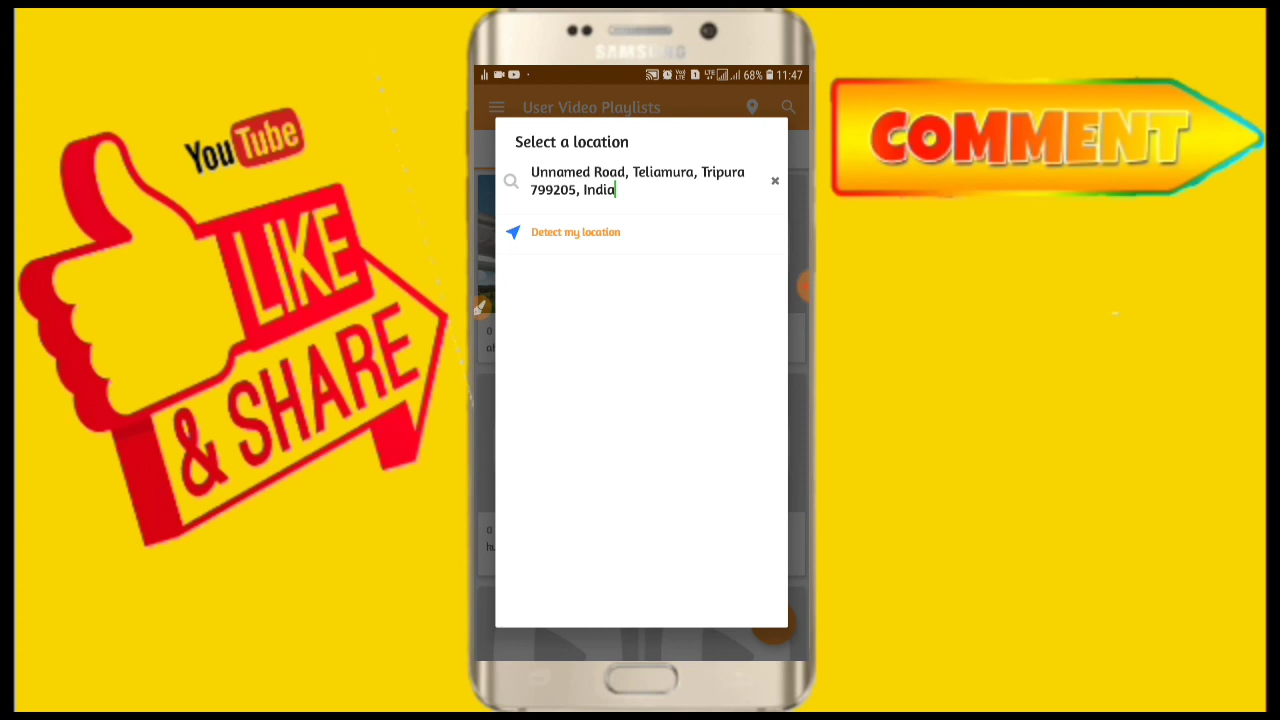 YouTube
LIKE
& SHARE
COMMENT
SAMSUNG
68% 11:47
User Video Playlists
Select a location
Unnamed Road, Teliamura, Tripura
799205, India
Detect my location